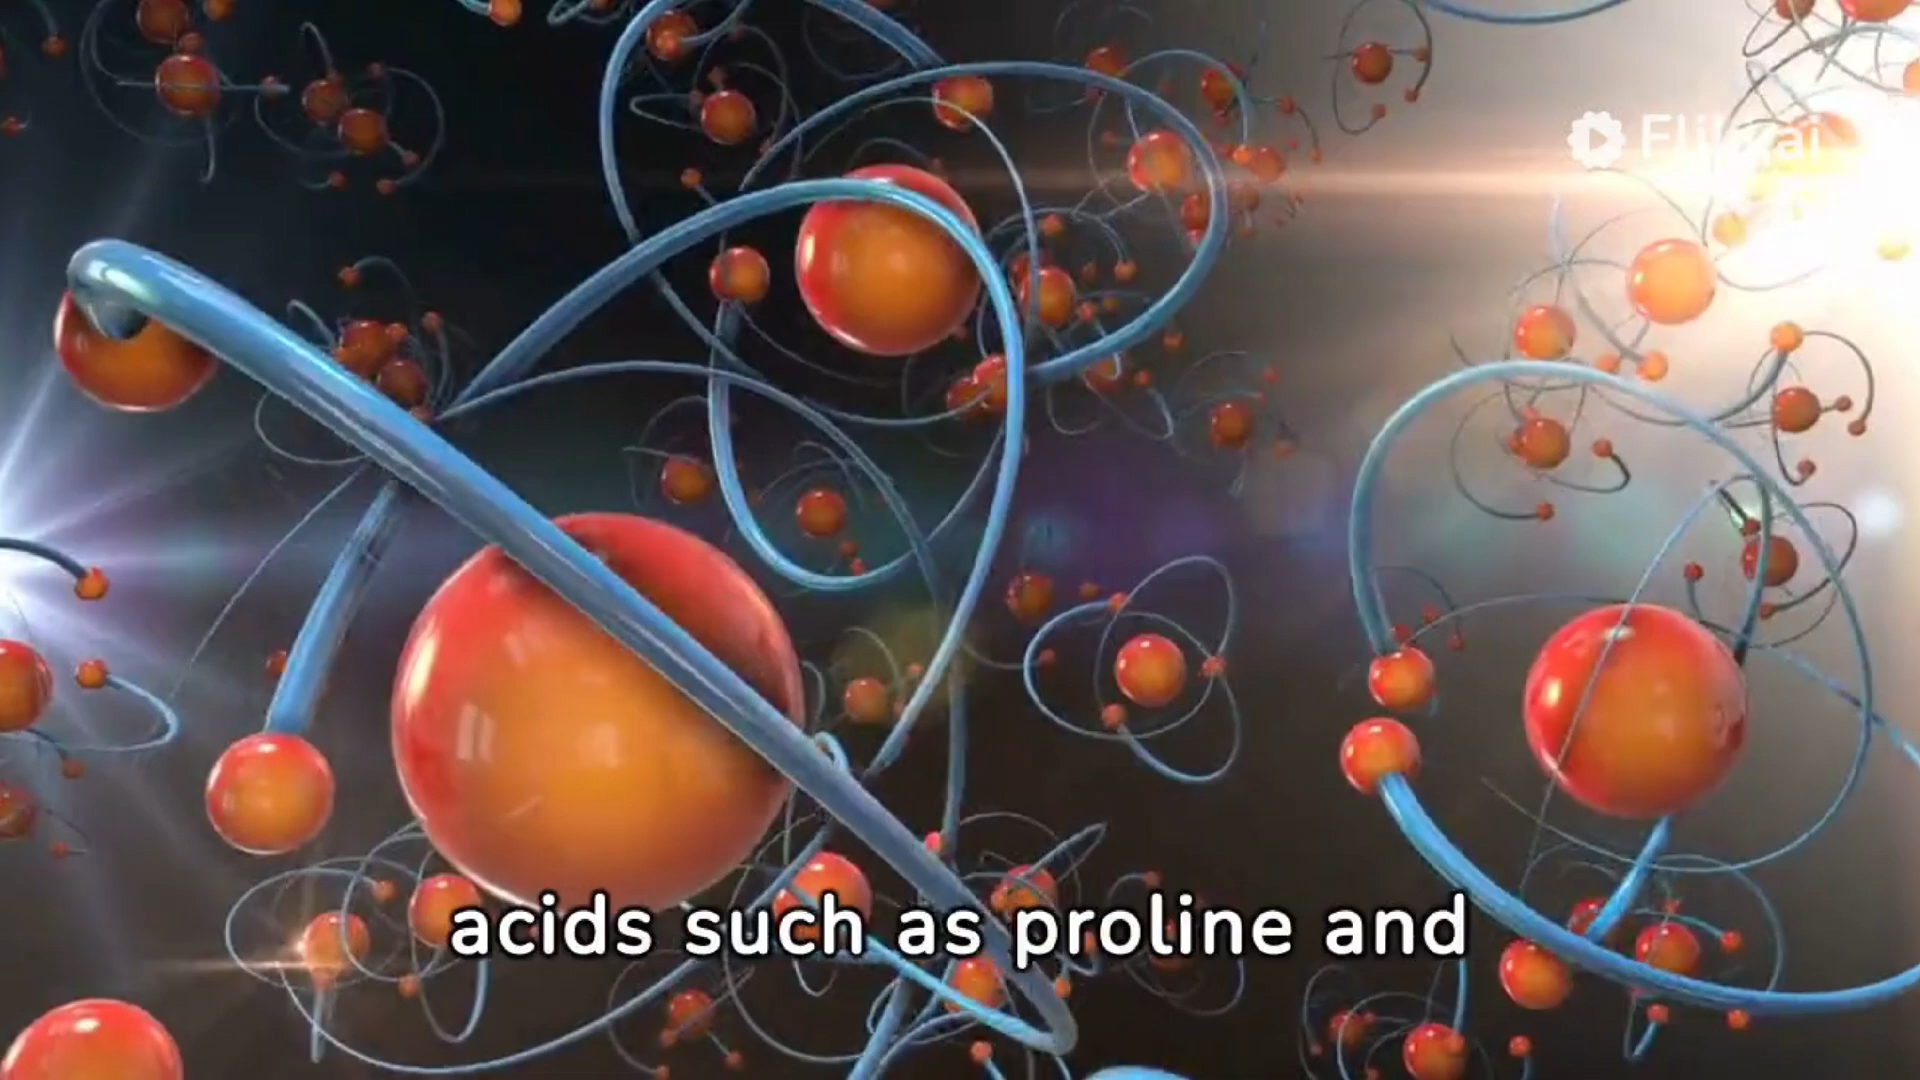 acids such as proline and